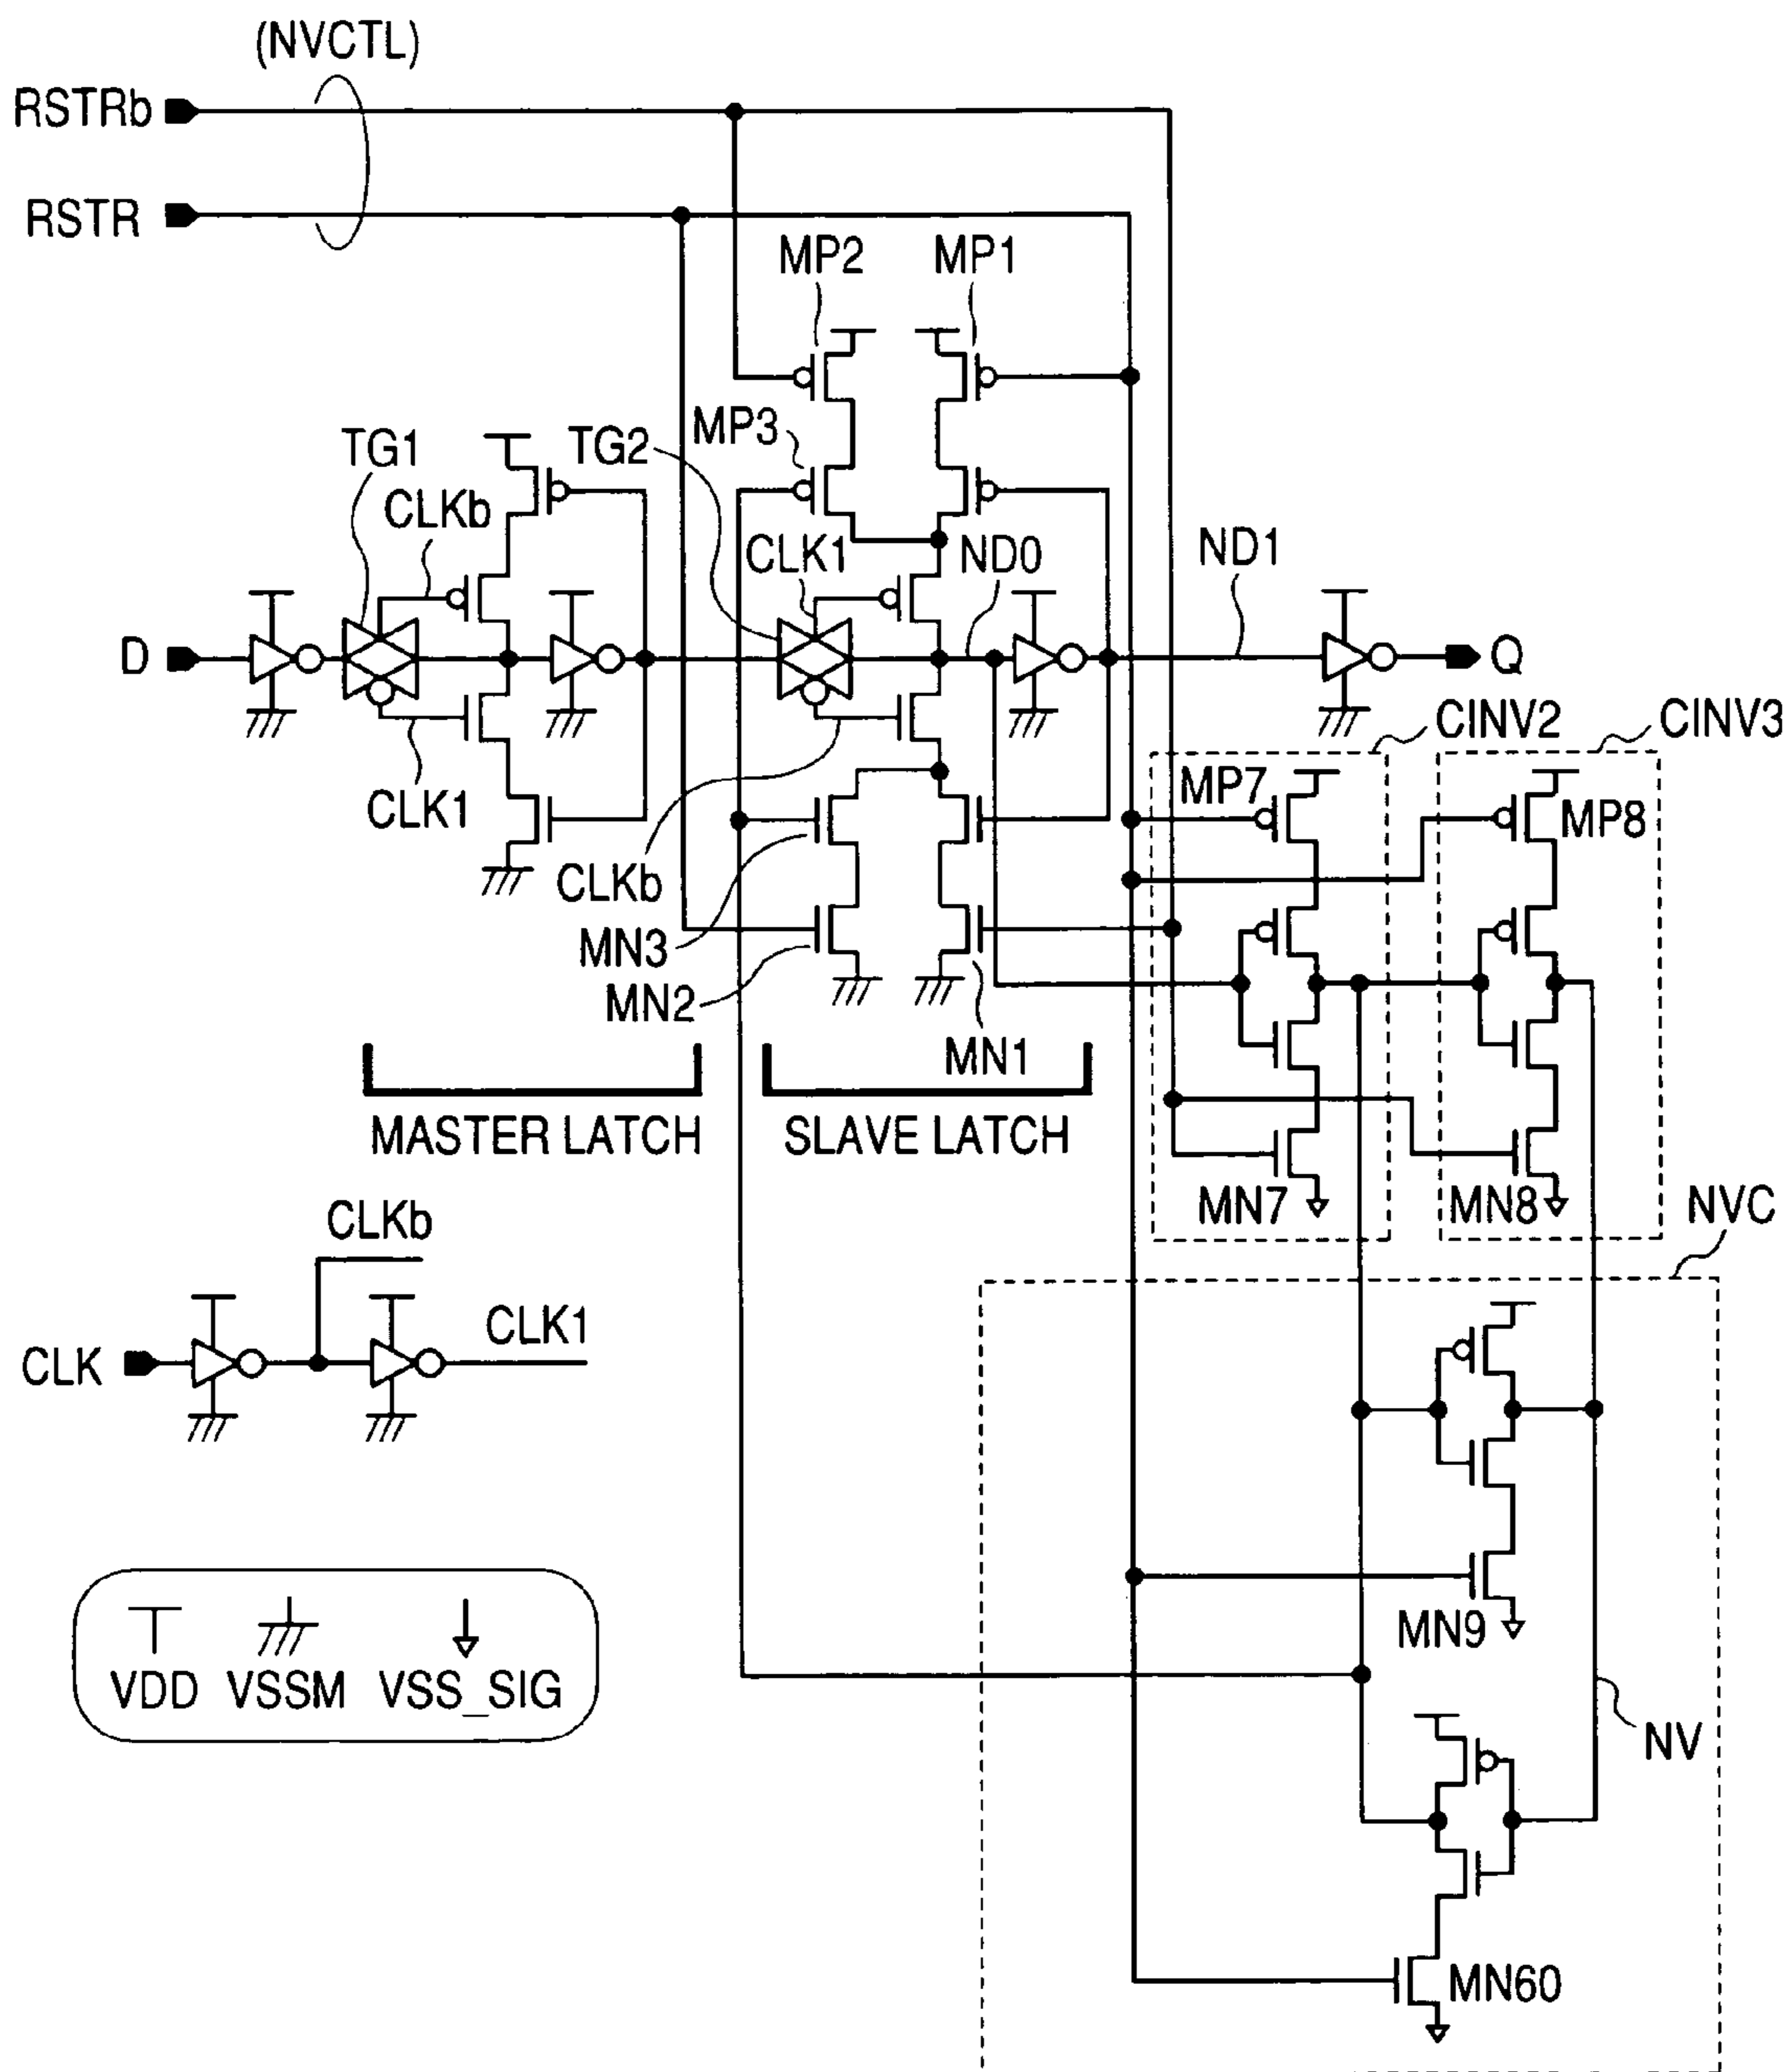 (NVCTL)
RSTRb
RSTR
MP2
MP1
MP3
TG1
TG2
CLKb
CLK1
ND0
ND1
D
Q
CINV2
CINV3
CLK1
MP7
MP8
CLKb
MN3
MN2
MN1
MASTER LATCH
SLAVE LATCH
MN7
MN8
NVC
CLKb
CLK
CLK1
MN9
VDD
VSSM
VSS_SIG
NV
MN60